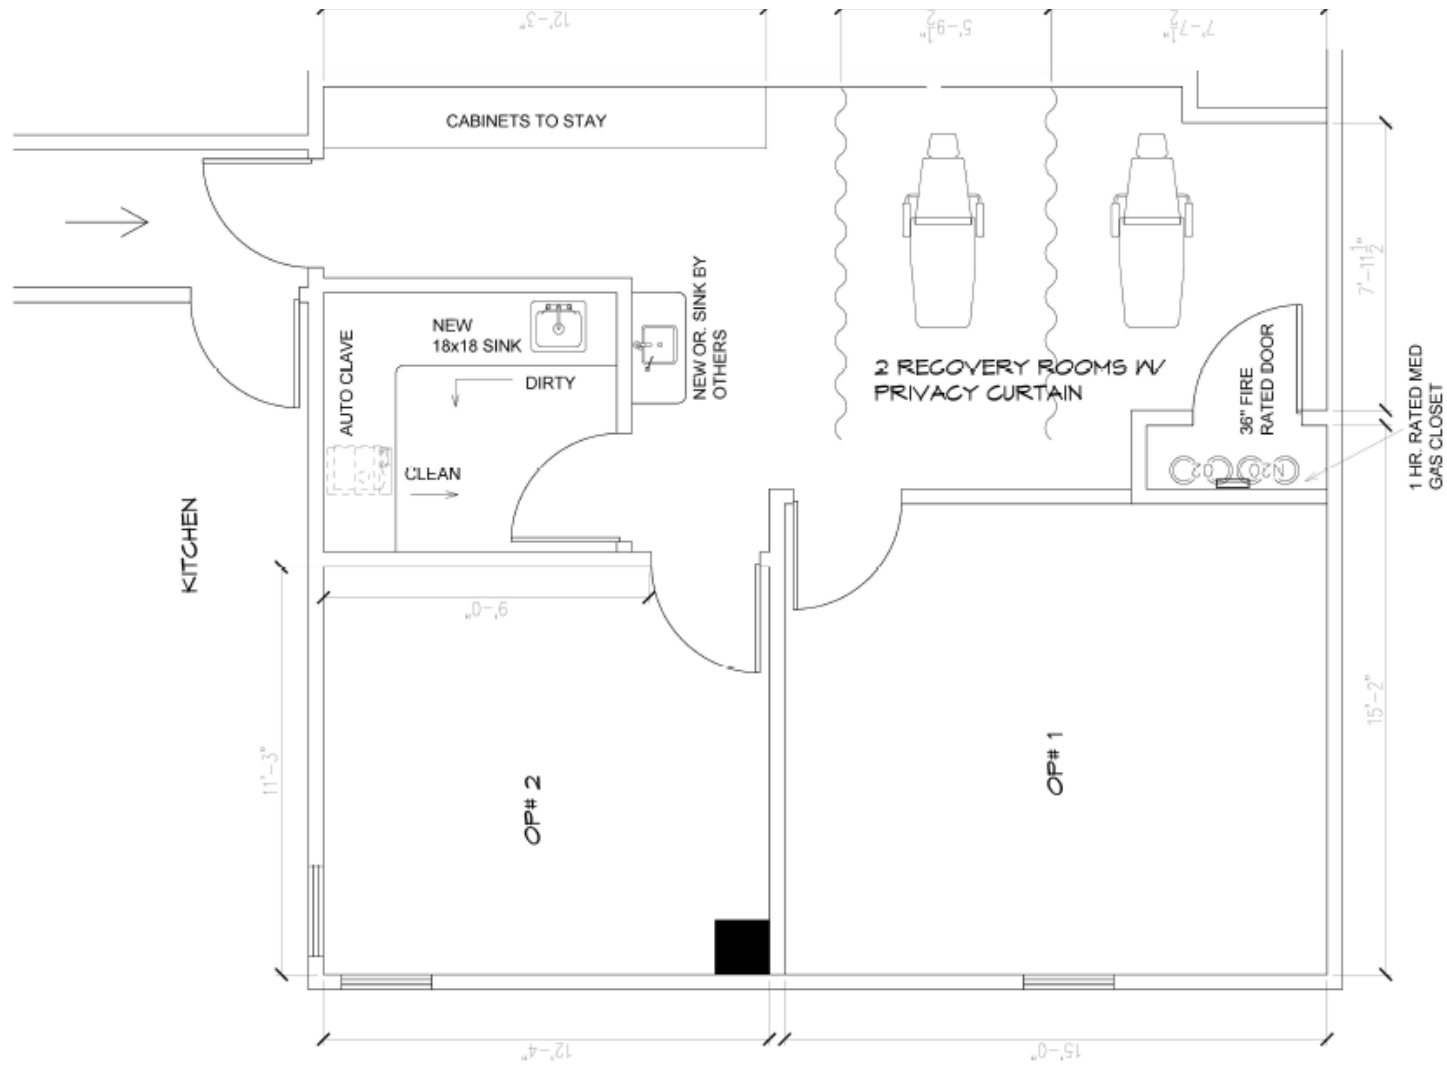 12'-3"
5'-9½"
7'-7½"
CABINETS TO STAY
NEW OR. SINK BY
OTHERS
NEW
18x18 SINK
AUTO CLAVE
DIRTY
CLEAN
2 RECOVERY ROOMS W/
PRIVACY CURTAIN
7'-11½"
36" FIRE
RATED DOOR
1 HR. RATED MED
GAS CLOSET
O2
N2O
KITCHEN
9'-0"
11'-3"
OP# 2
OP# 1
15'-2"
12'-4"
15'-0"